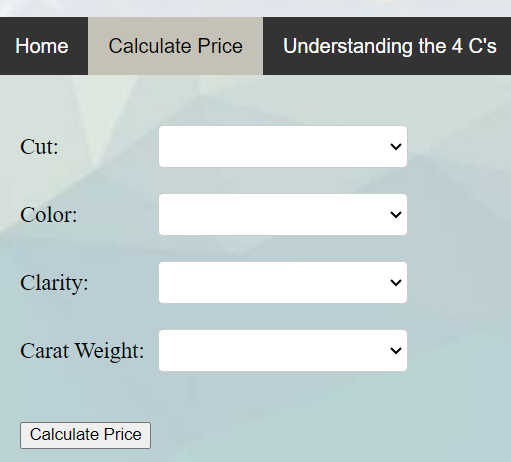 Home Calculate Price Understanding the 4 C's
Cut:
Color:
Clarity:
Carat Weight:
Calculate Price